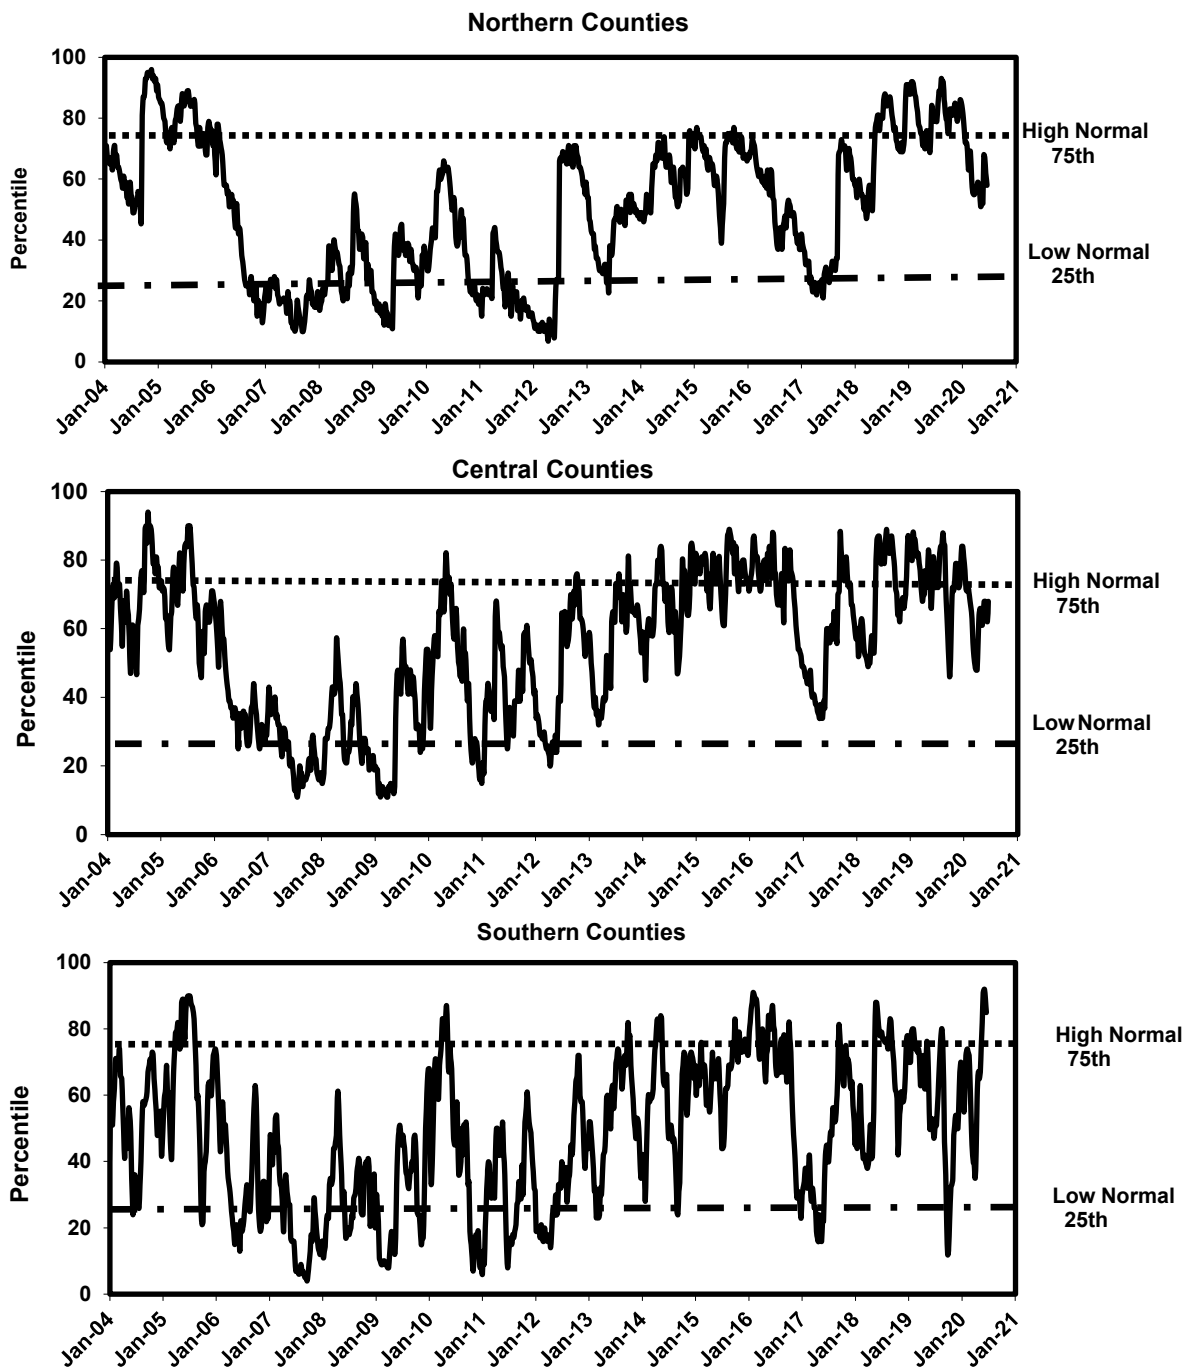 Northern Counties
Percentile
100
80
60
40
20
0
High Normal
75th
Low Normal
25th
Jan-04
Jan-05
Jan-06
Jan-07
Jan-08
Jan-09
Jan-10
Jan-11
Jan-12
Jan-13
Jan-14
Jan-15
Jan-16
Jan-17
Jan-18
Jan-19
Jan-20
Jan-21
Central Counties
Percentile
100
80
60
40
20
0
High Normal
75th
Low Normal
25th
Jan-04
Jan-05
Jan-06
Jan-07
Jan-08
Jan-09
Jan-10
Jan-11
Jan-12
Jan-13
Jan-14
Jan-15
Jan-16
Jan-17
Jan-18
Jan-19
Jan-20
Jan-21
Southern Counties
Percentile
100
80
60
40
20
0
High Normal
75th
Low Normal
25th
Jan-04
Jan-05
Jan-06
Jan-07
Jan-08
Jan-09
Jan-10
Jan-11
Jan-12
Jan-13
Jan-14
Jan-15
Jan-16
Jan-17
Jan-18
Jan-19
Jan-20
Jan-21